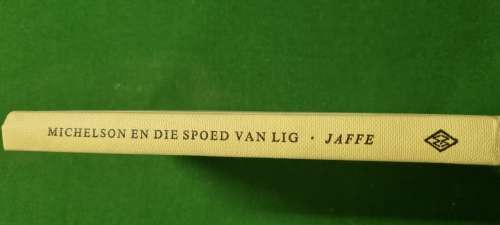 MICHELSON EN DIE SPOED VAN LIG · JAFFE